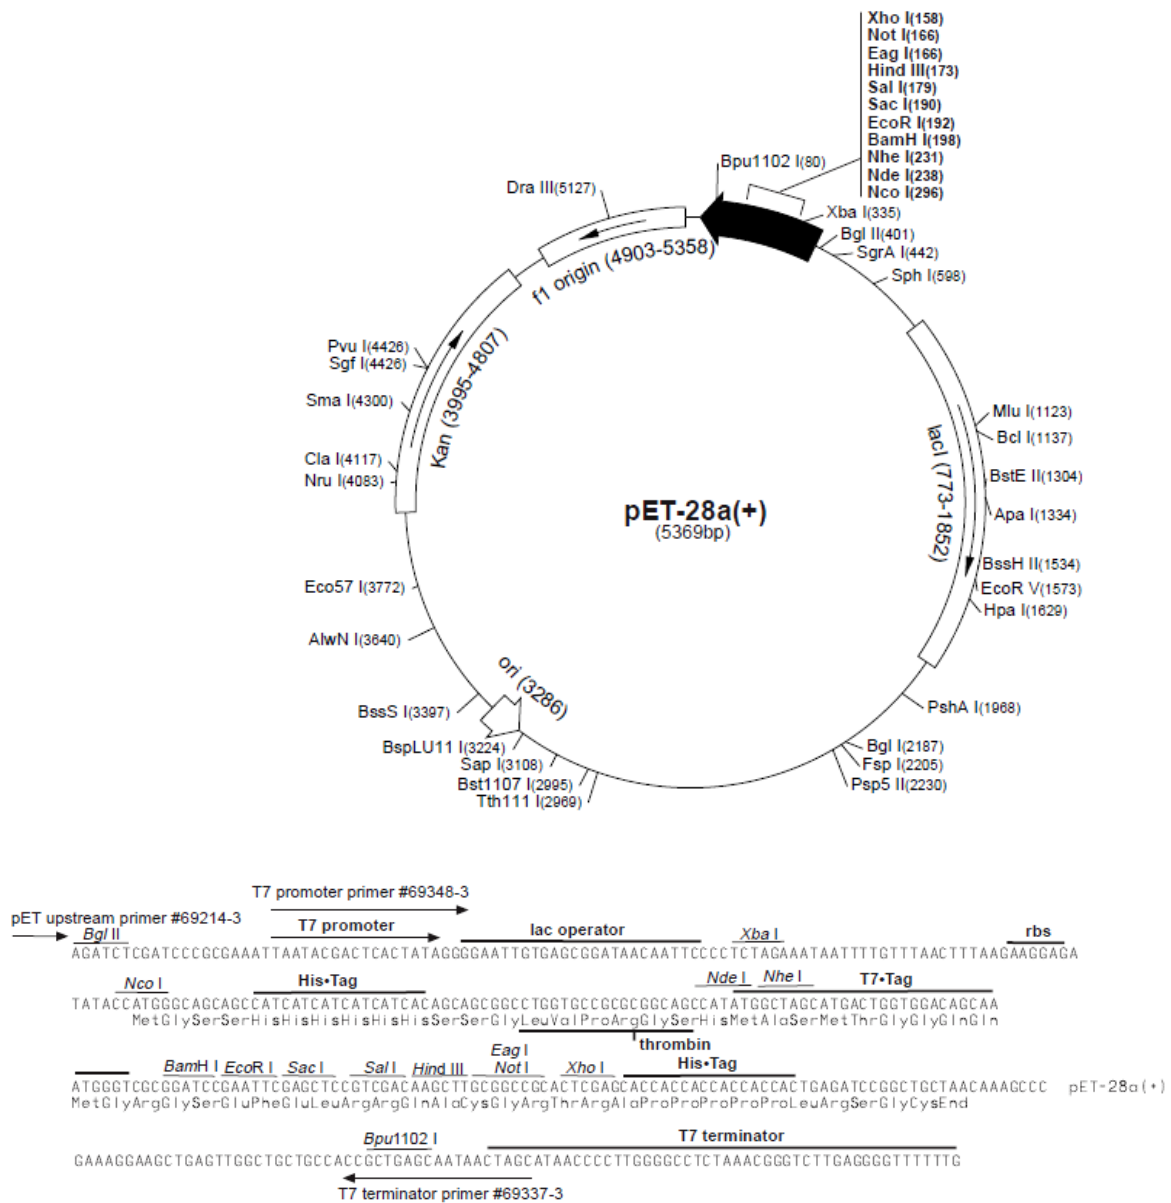 Xho I(158)
Not I(166)
Eag I(166)
Hind III(173)
Sal I(179)
Sac I(190)
EcoR I(192)
BamH I(198)
Nhe I(231)
Nde I(238)
Nco I(296)
Bpu1102 I(80)
Dra III(5127)
Xba I(335)
Bgl II(401)
SgrA I(442)
Sph I(598)
f1 origin (4903-5358)
Pvu I(4426)
Sgf I(4426)
Sma I(4300)
Kan (3995-4807)
Cla I(4117)
Nru I(4083)
lacI (773-1852)
Mlu I(1123)
Bcl I(1137)
BstE II(1304)
Apa I(1334)
BssH II(1534)
EcoR V(1573)
Hpa I(1629)
pET-28a(+)
(5369bp)
Eco57 I(3772)
AlwN I(3640)
ori (3286)
BssS I(3397)
BspLU11 I(3224)
Sap I(3108)
Bst1107 I(2995)
Tth111 I(2969)
PshA I(1968)
Bgl I(2187)
Fsp I(2205)
Psp5 II(2230)
T7 promoter primer #69348-3
pET upstream primer #69214-3
Bgl II T7 promoter lac operator Xba I rbs
AGATCTCGATCCCGCGAAATTAATACGACTCACTATAGGGGAATTGTGAGCGGATAACAATTCCCCTCTAGAAATAATTTTGTTTAACTTTAAGAAGGAGA
Nco I His•Tag Nde I Nhe I T7•Tag
TATACCATGGGCAGCAGCCATCATCATCATCATCACAGCAGCGGCCTGGTGCCGCGCGGCAGCCATATGGCTAGCATGACTGGTGGACAGCAA
MetGlySerSerHisHisHisHisHisHisSerSerGlyLeuValProArgGlySerHisMetAlaSerMetThrGlyGlyGlnGln
thrombin
BamH I EcoR I Sac I Sal I Hind III Eag I Not I Xho I His•Tag
ATGGGTCGCGGATCCGAATTCGAGCTCCGTCGACAAGCTTGCGGCCGCACTCGAGCACCACCACCACCACCACTGAGATCCGGCTGCTAACAAAGCCC pET-28a(+)
MetGlyArgGlySerGluPheGluLeuArgArgGlnAlaCysGlyArgThrArgAlaProProProProProLeuArgSerGlyCysEnd
Bpu1102 I T7 terminator
GAAAGGAAGCTGAGTTGGCTGCTGCCACCGCTGAGCAATAACTAGCATAACCCCTTGGGGCCTCTAAACGGGTCTTGAGGGGTTTTTTG
T7 terminator primer #69337-3